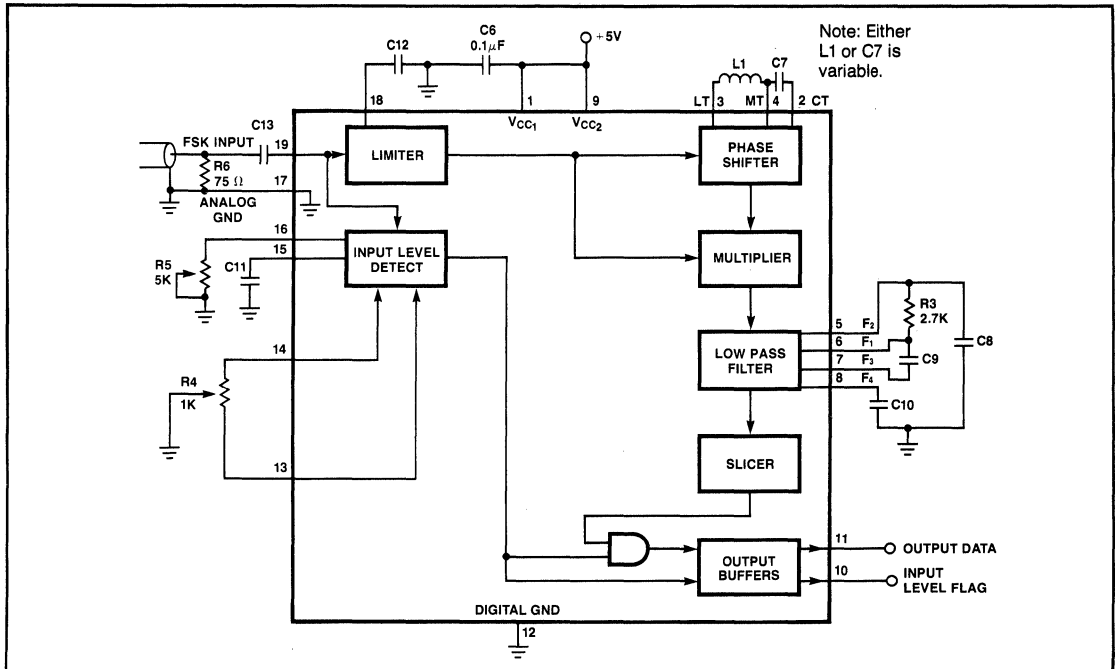 Note: Either
L1 or C7 is
variable.
+5V
C6
0.1μF
C12
L1
C7
18
1
9
LT 3
MT 4
2 CT
VCC1
VCC2
C13
FSK INPUT
19
LIMITER
PHASE
SHIFTER
R6
75 Ω
17
ANALOG
GND
16
15
INPUT LEVEL
DETECT
MULTIPLIER
R5
5K
C11
14
R4
1K
13
LOW PASS
FILTER
5 F2
6 F1
7 F3
8 F4
R3
2.7K
C9
C8
C10
SLICER
OUTPUT
BUFFERS
11
OUTPUT DATA
10
INPUT
LEVEL FLAG
DIGITAL GND
12